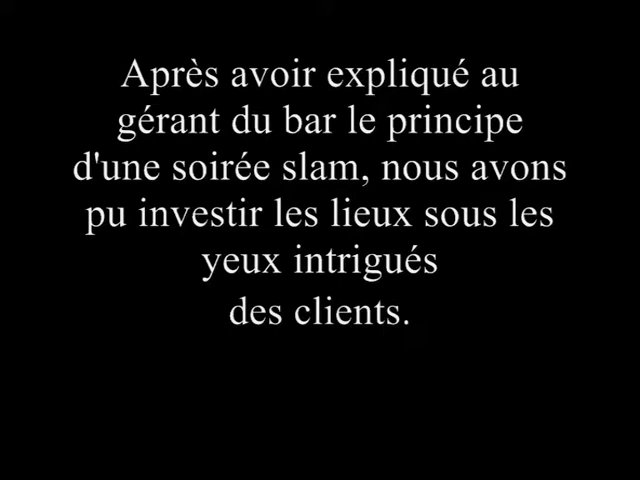 Après avoir expliqué au
gérant du bar le principe
d'une soirée slam, nous avons
pu investir les lieux sous les
yeux intrigués
des clients.